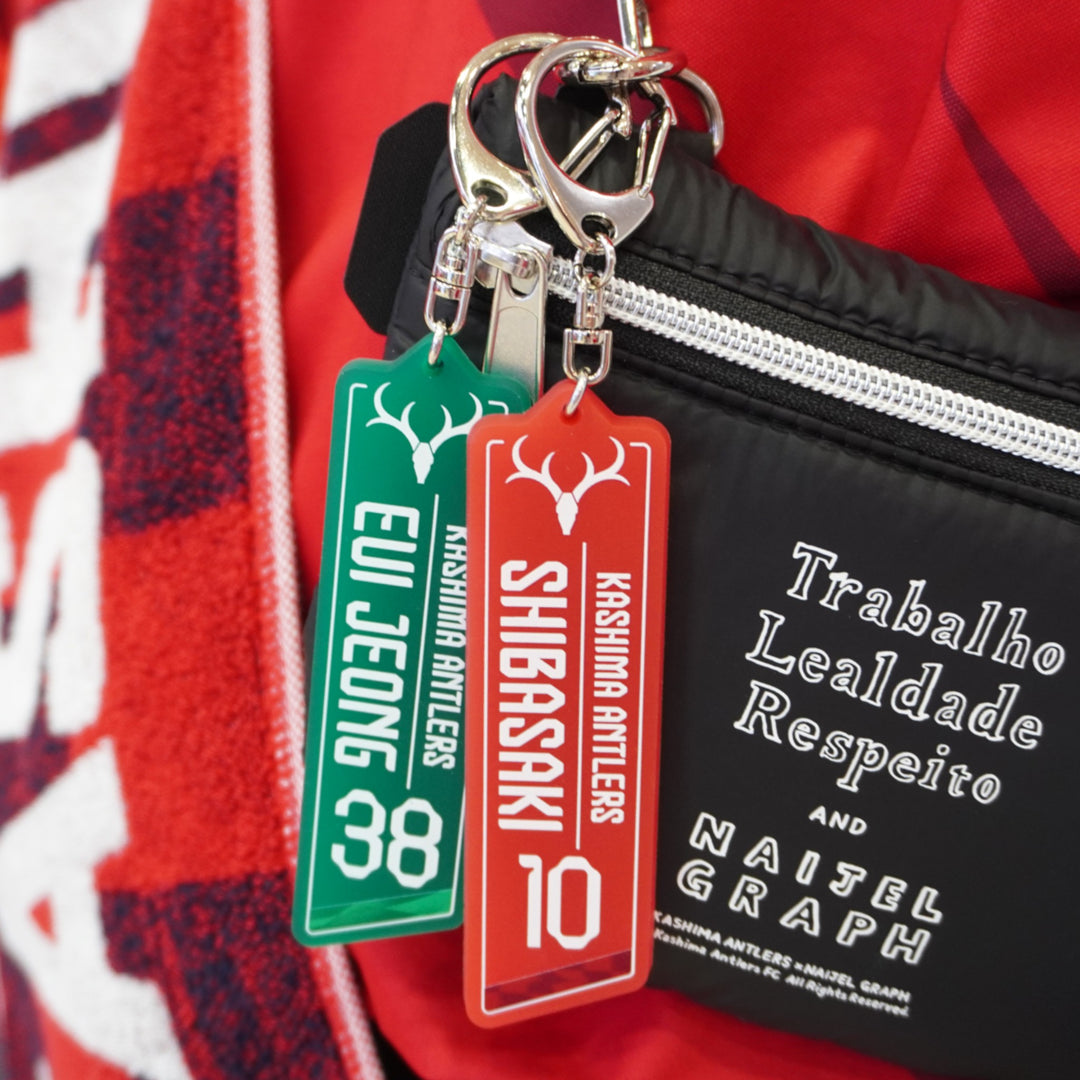 EUI JEONG 38
KASHIMA ANTLERS
SHIBASAKI 10
KASHIMA ANTLERS
Trabalho
Lealdade
Respeito
AND
NAIJEL
GRAPH
KASHIMA ANTLERS × NAIJEL GRAPH
Kashima Antlers FC All Rights Reserved.